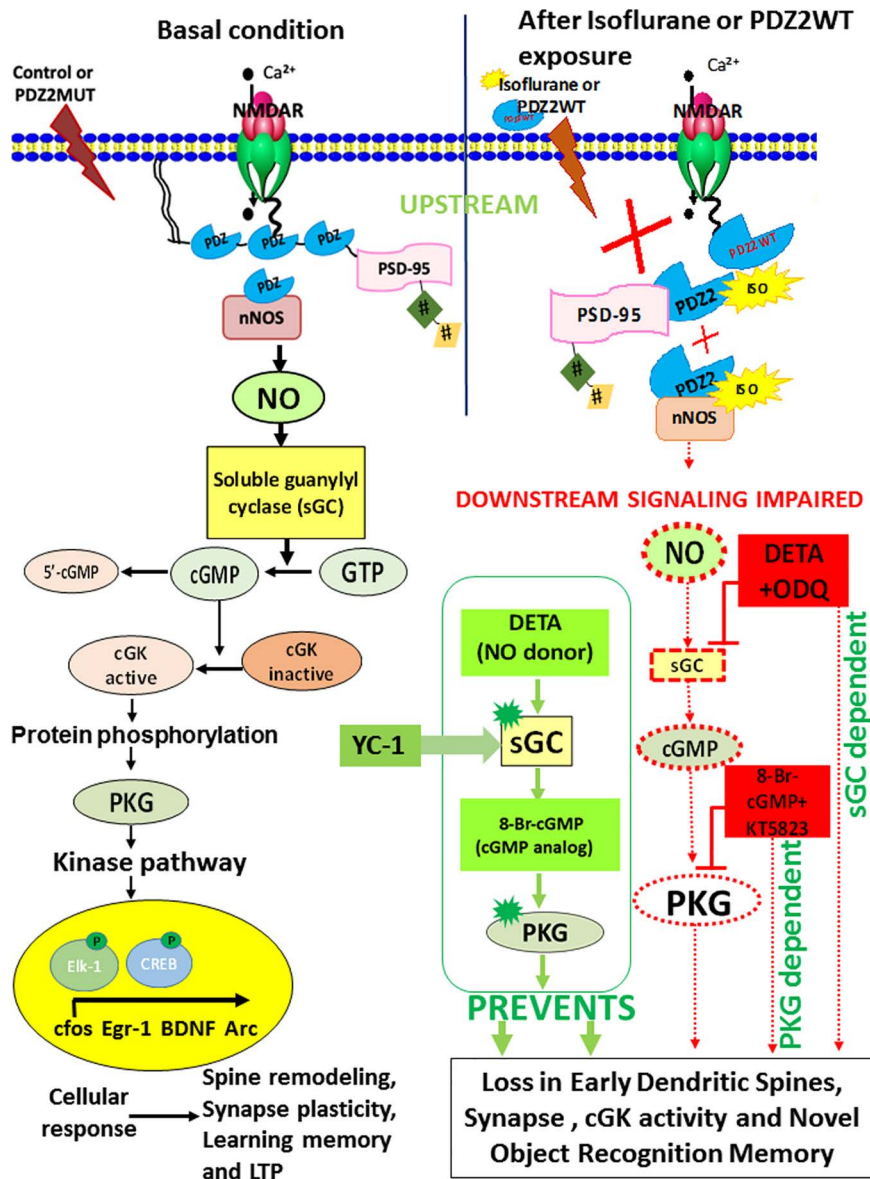 Basal condition
Control or
PDZ2MUT
Ca²⁺
NMDAR
UPSTREAM
PDZ
PDZ
PDZ
PSD-95
#
#
PDZ
nNOS
NO
Soluble guanylyl
cyclase (sGC)
5’-cGMP
cGMP
GTP
cGK
active
cGK
inactive
Protein phosphorylation
PKG
Kinase pathway
P
Elk-1
P
CREB
cfos Egr-1 BDNF Arc
Cellular
response
Spine remodeling,
Synapse plasticity,
Learning memory
and LTP
After Isoflurane or PDZ2WT
exposure
Isoflurane or
PDZ2WT
PDZ2WT
Ca²⁺
NMDAR
PDZ2 WT
PSD-95
PDZ2
ISO
#
#
PDZ2
ISO
nNOS
DOWNSTREAM SIGNALING IMPAIRED
NO
DETA
+ODQ
sGC
cGMP
8-Br-
cGMP+
KT5823
PKG
sGC dependent
PKG dependent
DETA
(NO donor)
YC-1
sGC
8-Br-cGMP
(cGMP analog)
PKG
PREVENTS
Loss in Early Dendritic Spines,
Synapse , cGK activity and Novel
Object Recognition Memory